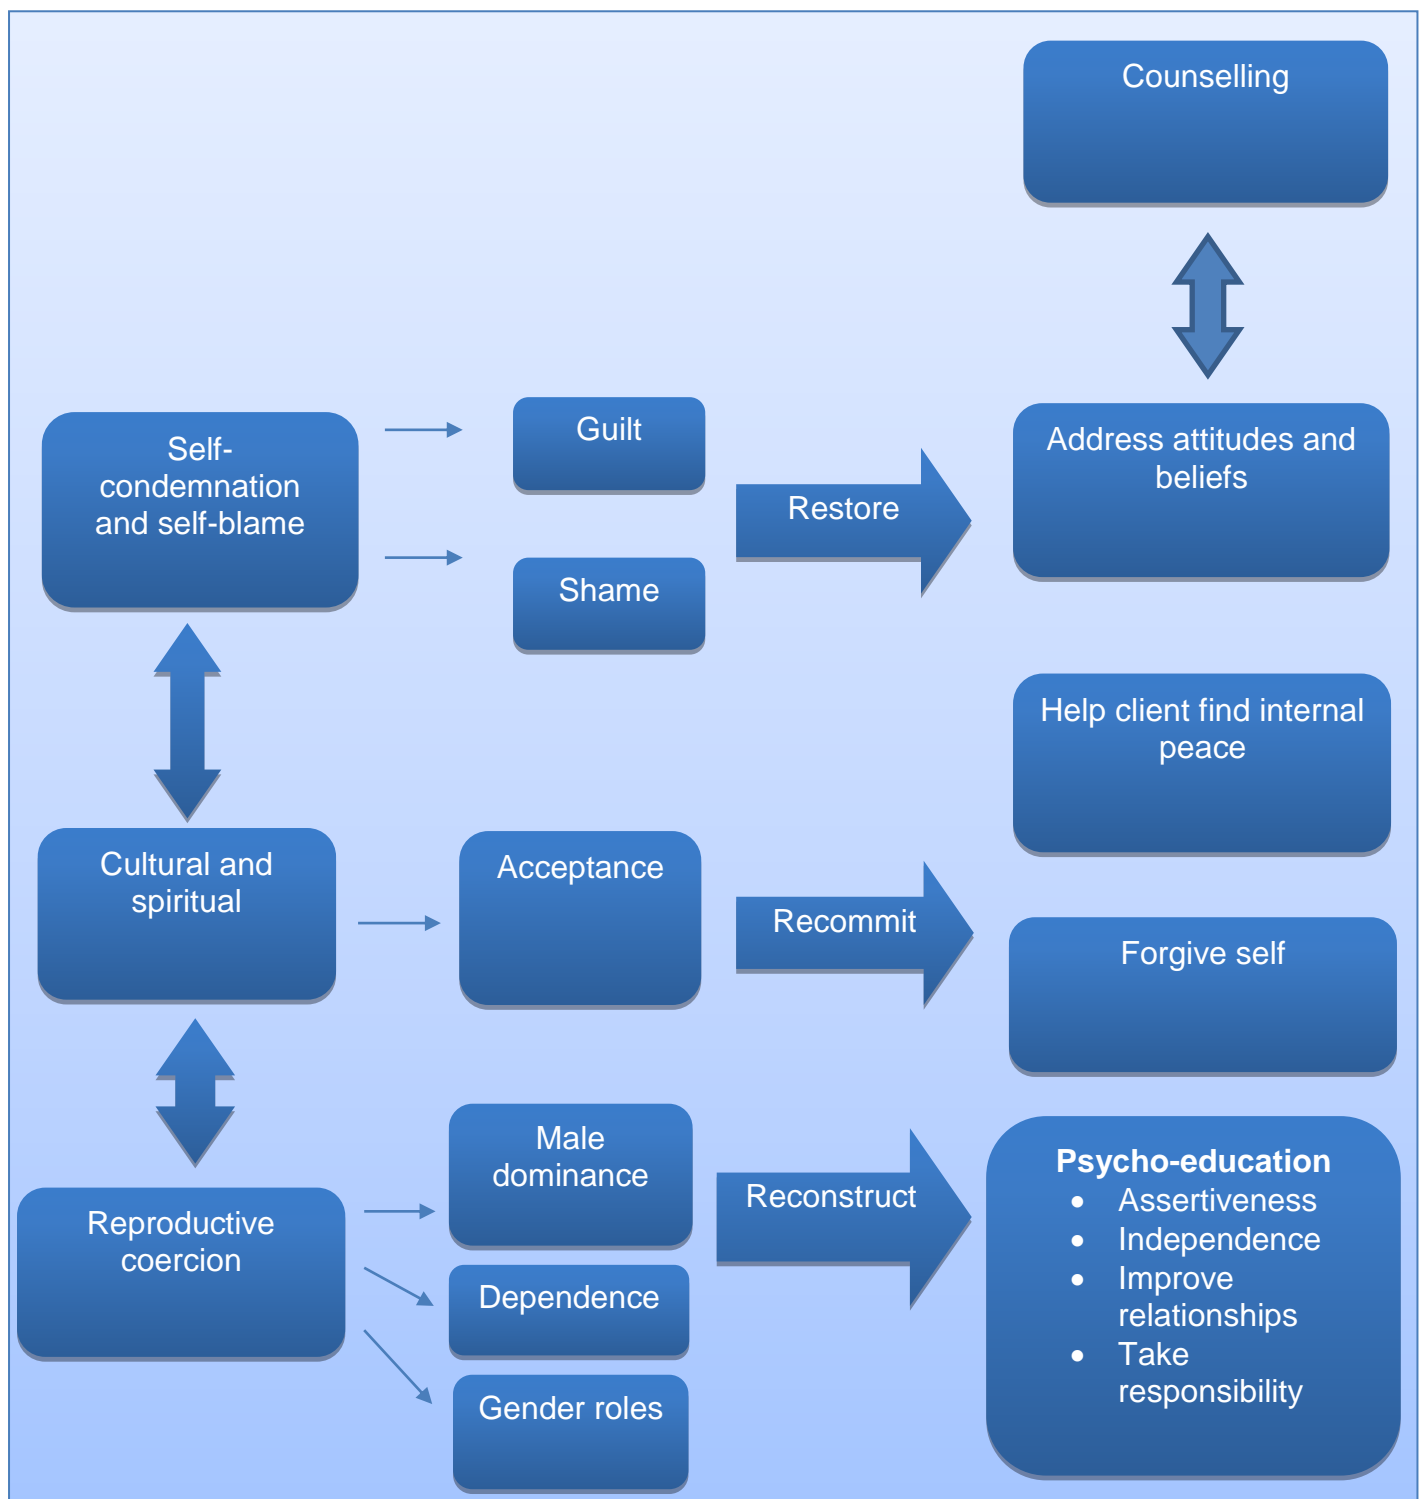 Counselling
Self-
condemnation
and self-blame
Guilt
Shame
Restore
Address attitudes and
beliefs
Help client find internal
peace
Cultural and
spiritual
Acceptance
Recommit
Forgive self
Reproductive
coercion
Male
dominance
Dependence
Gender roles
Reconstruct
Psycho-education
• Assertiveness
• Independence
• Improve
relationships
• Take
responsibility